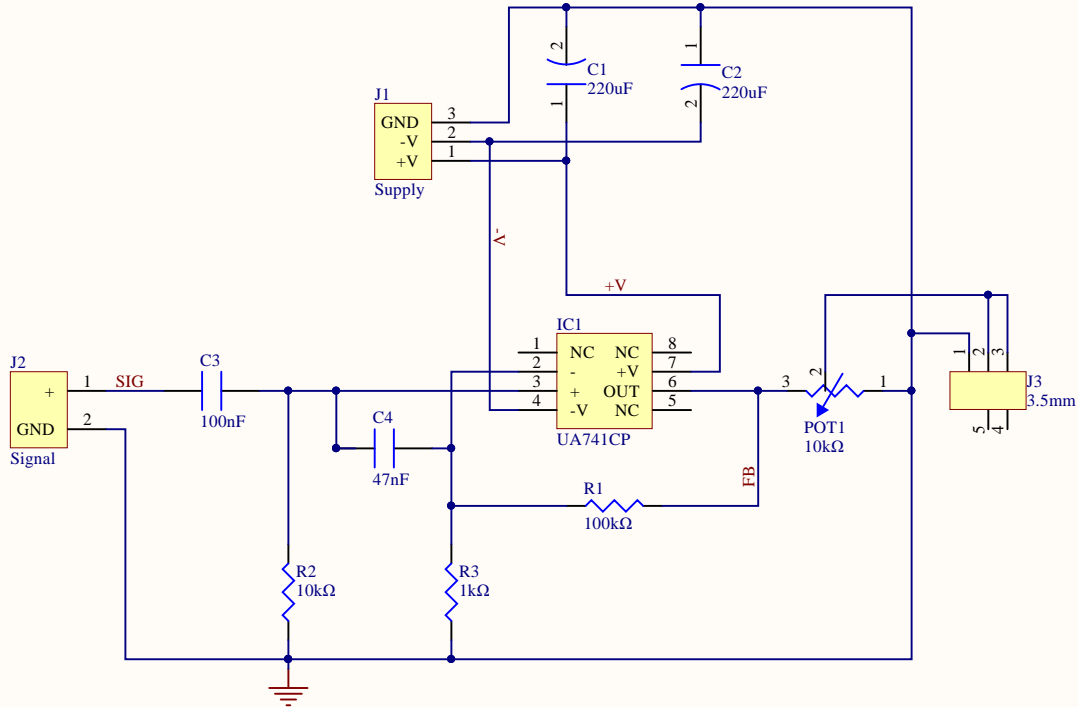 2
C1
220uF
1
1
C2
220uF
2
J1
GND 3
-V 2
+V 1
Supply
-V
+V
J2
+ 1
GND 2
Signal
SIG
C3
100nF
C4
47nF
IC1
1 NC NC 8
2 - +V 7
3 + OUT 6
4 -V NC 5
UA741CP
3 2 1
POT1
10kΩ
1 2 3
J3
3.5mm
5 4
FB
R1
100kΩ
R2
10kΩ
R3
1kΩ